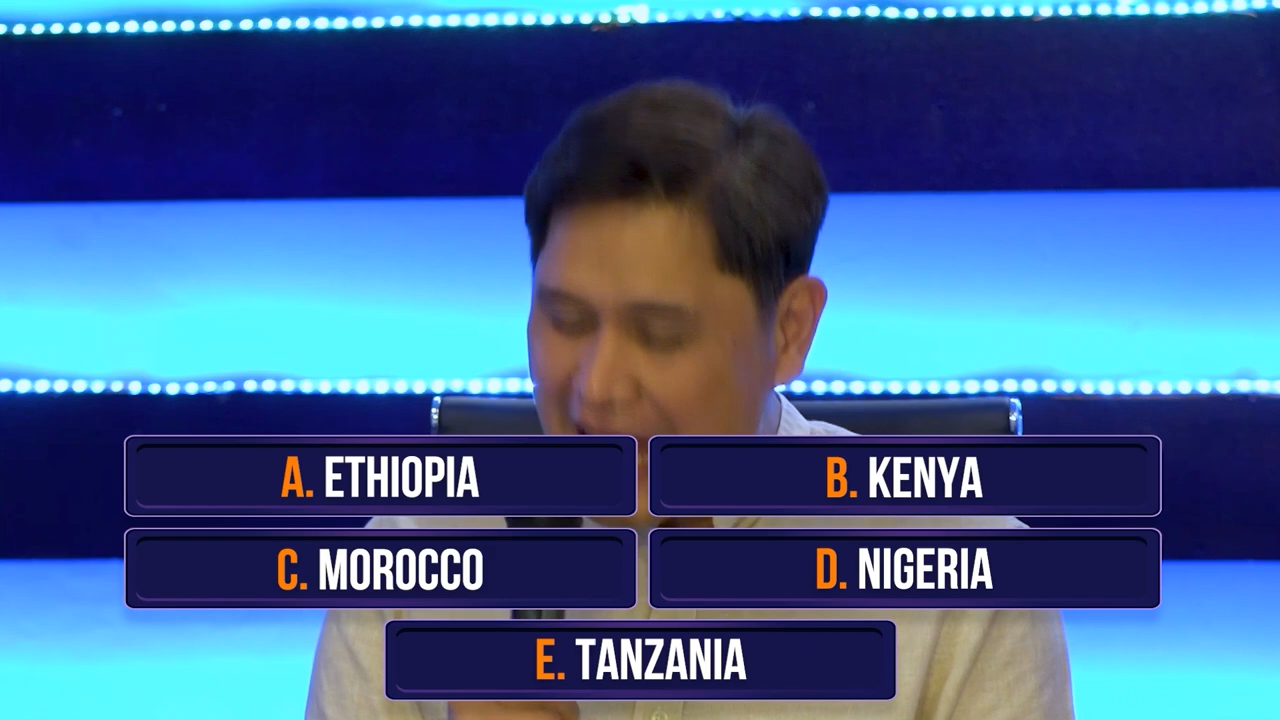 A. ETHIOPIA
B. KENYA
C. MOROCCO
D. NIGERIA
E. TANZANIA